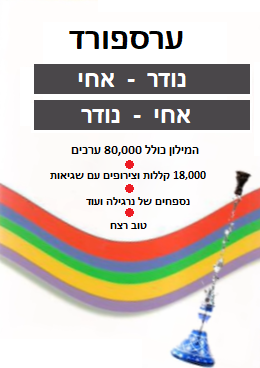 ערספורד
נודר - אחי
אחי - נודר
המילון כולל 80,000 ערכים
18,000 קללות וצירופים עם שגיאות
נספחים של נרגילה ועוד
טוב רצח